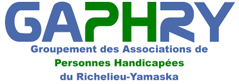 GAPHRY
Groupement des Associations de
Personnes Handicapées
du Richelieu-Yamaska